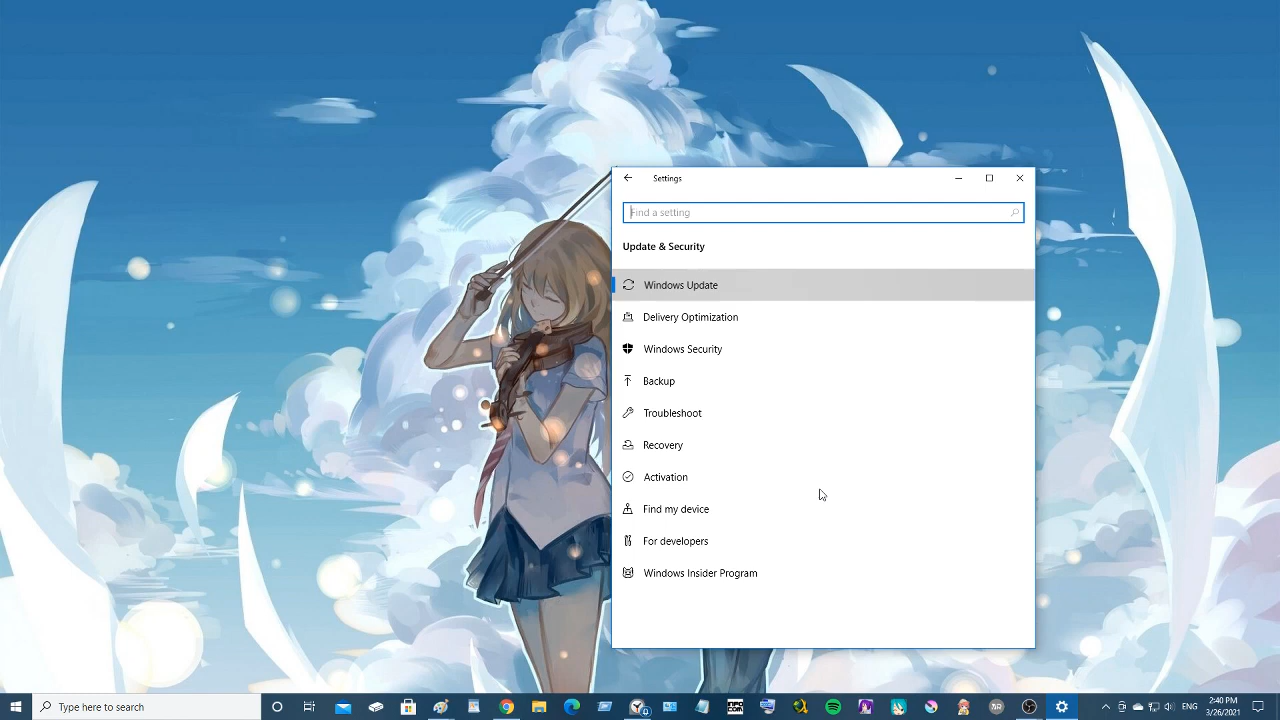 Settings
Find a setting
Update & Security
Windows Update
Delivery Optimization
Windows Security
Backup
Troubleshoot
Recovery
Activation
Find my device
For developers
Windows Insider Program
Type here to search
ENG
2:40 PM
3/26/2021